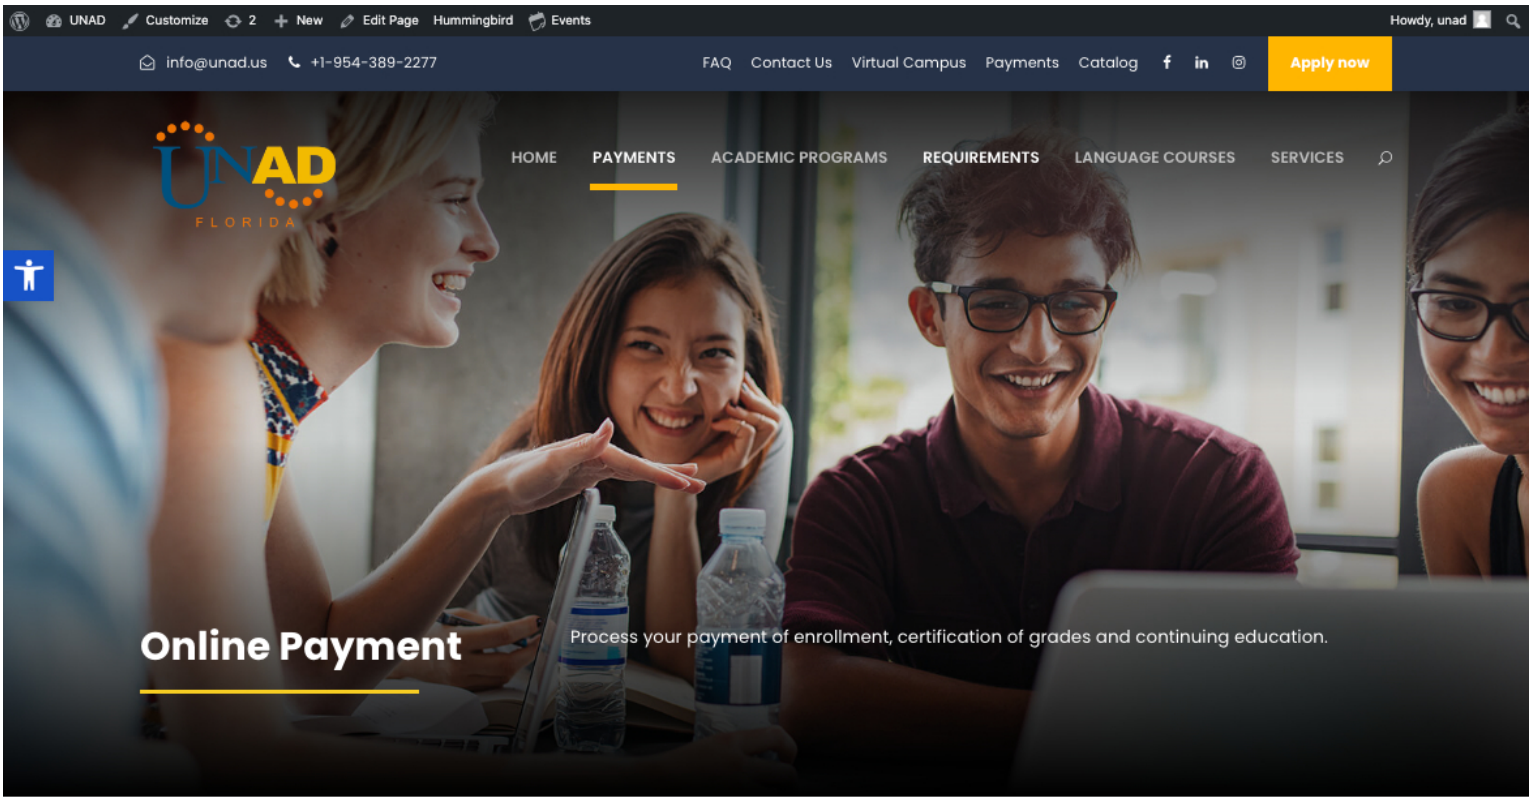 UNAD Customize 2 New Edit Page Hummingbird Events Howdy, unad
info@unad.us +1-954-389-2277 FAQ Contact Us Virtual Campus Payments Catalog f in Apply now
UNAD
FLORIDA
HOME PAYMENTS ACADEMIC PROGRAMS REQUIREMENTS LANGUAGE COURSES SERVICES
Online Payment
Process your payment of enrollment, certification of grades and continuing education.